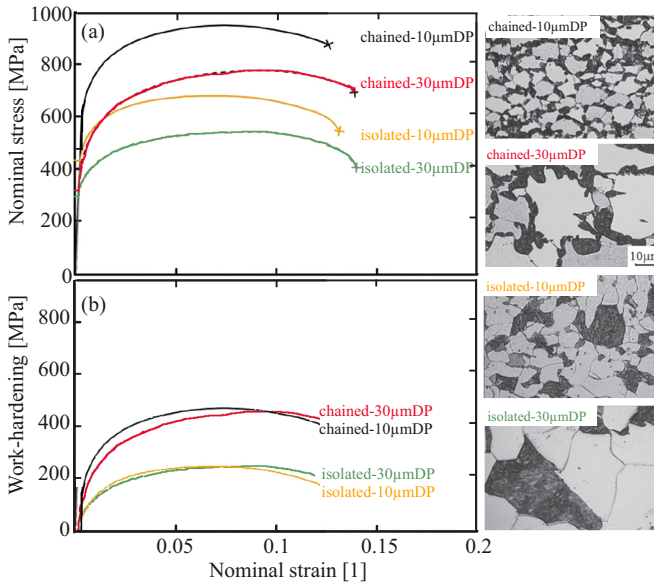 (a)
Nominal stress [MPa]
1000
800
600
400
200
0
chained-10µmDP
chained-30µmDP
isolated-10µmDP
isolated-30µmDP
(b)
Work-hardening [MPa]
800
600
400
200
0
chained-30µmDP
chained-10µmDP
isolated-30µmDP
isolated-10µmDP
0.05
0.1
0.15
0.2
Nominal strain [1]
chained-10µmDP
chained-30µmDP
10µm
isolated-10µmDP
isolated-30µmDP